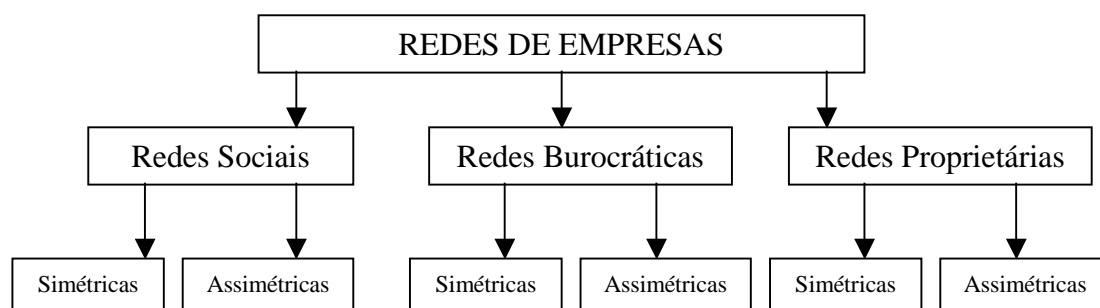 REDES DE EMPRESAS
Redes Sociais
Redes Burocráticas
Redes Proprietárias
Simétricas
Assimétricas
Simétricas
Assimétricas
Simétricas
Assimétricas